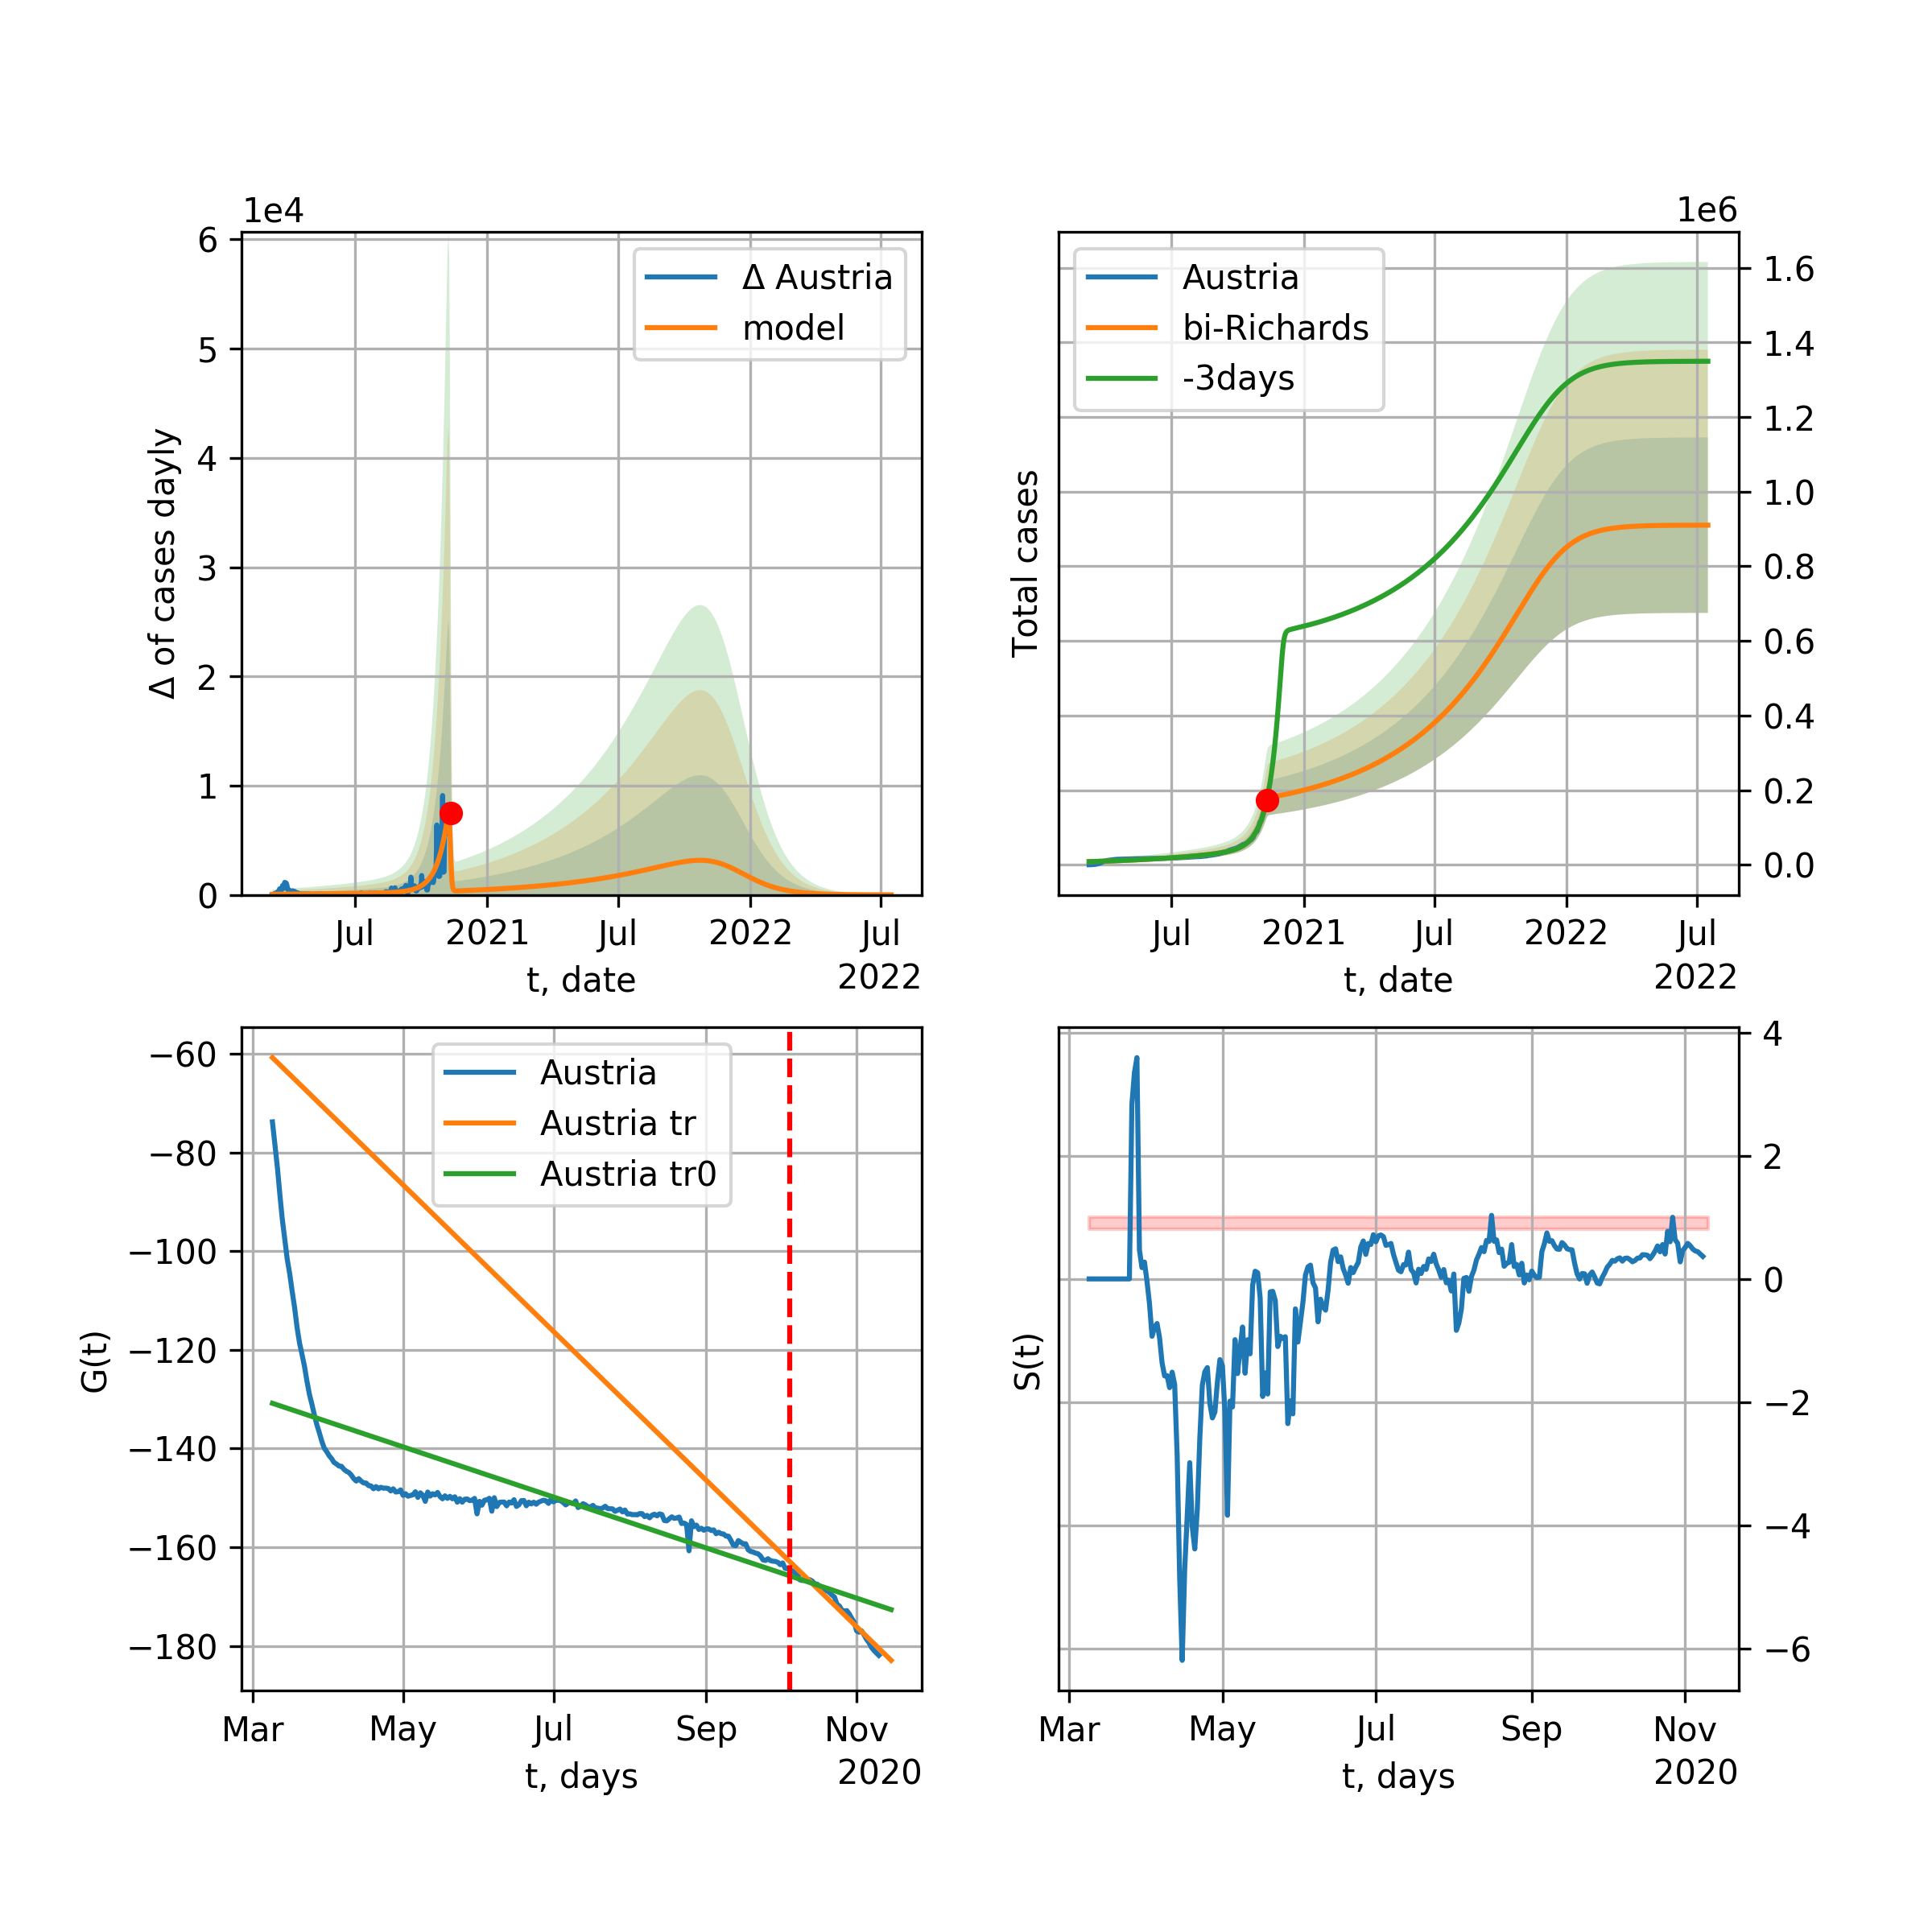 1e4
6
5
4
3
2
1
0
Δ of cases dayly
Δ Austria
model
Jul
2021
Jul
2022
Jul
t, date
2022
1e6
Austria
bi-Richards
-3days
Total cases
1.6
1.4
1.2
1.0
0.8
0.6
0.4
0.2
0.0
Jul
2021
Jul
2022
Jul
t, date
2022
−60
−80
−100
−120
−140
−160
−180
G(t)
Austria
Austria tr
Austria tr0
Mar
May
Jul
Sep
Nov
t, days
2020
S(t)
4
2
0
−2
−4
−6
Mar
May
Jul
Sep
Nov
t, days
2020